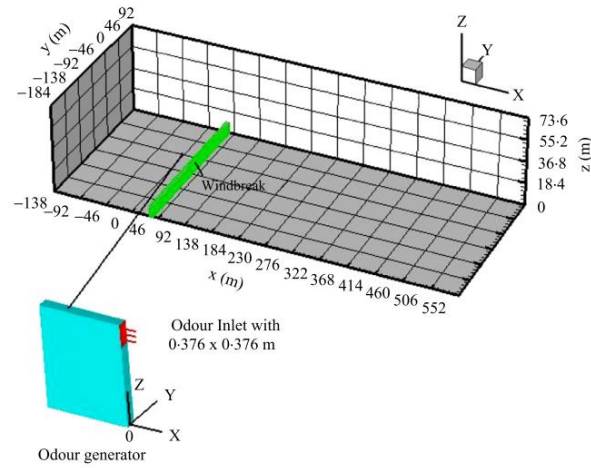 92
46
0
−46
−92
−138
−184
y (m)
Z
Y
X
73·6
55·2
36·8
18·4
0
z (m)
Windbreak
−138
−92
−46
0
46
92
138
184
230
276
322
368
414
460
506
552
x (m)
Odour Inlet with
0·376 x 0·376 m
Z
Y
X
0
Odour generator